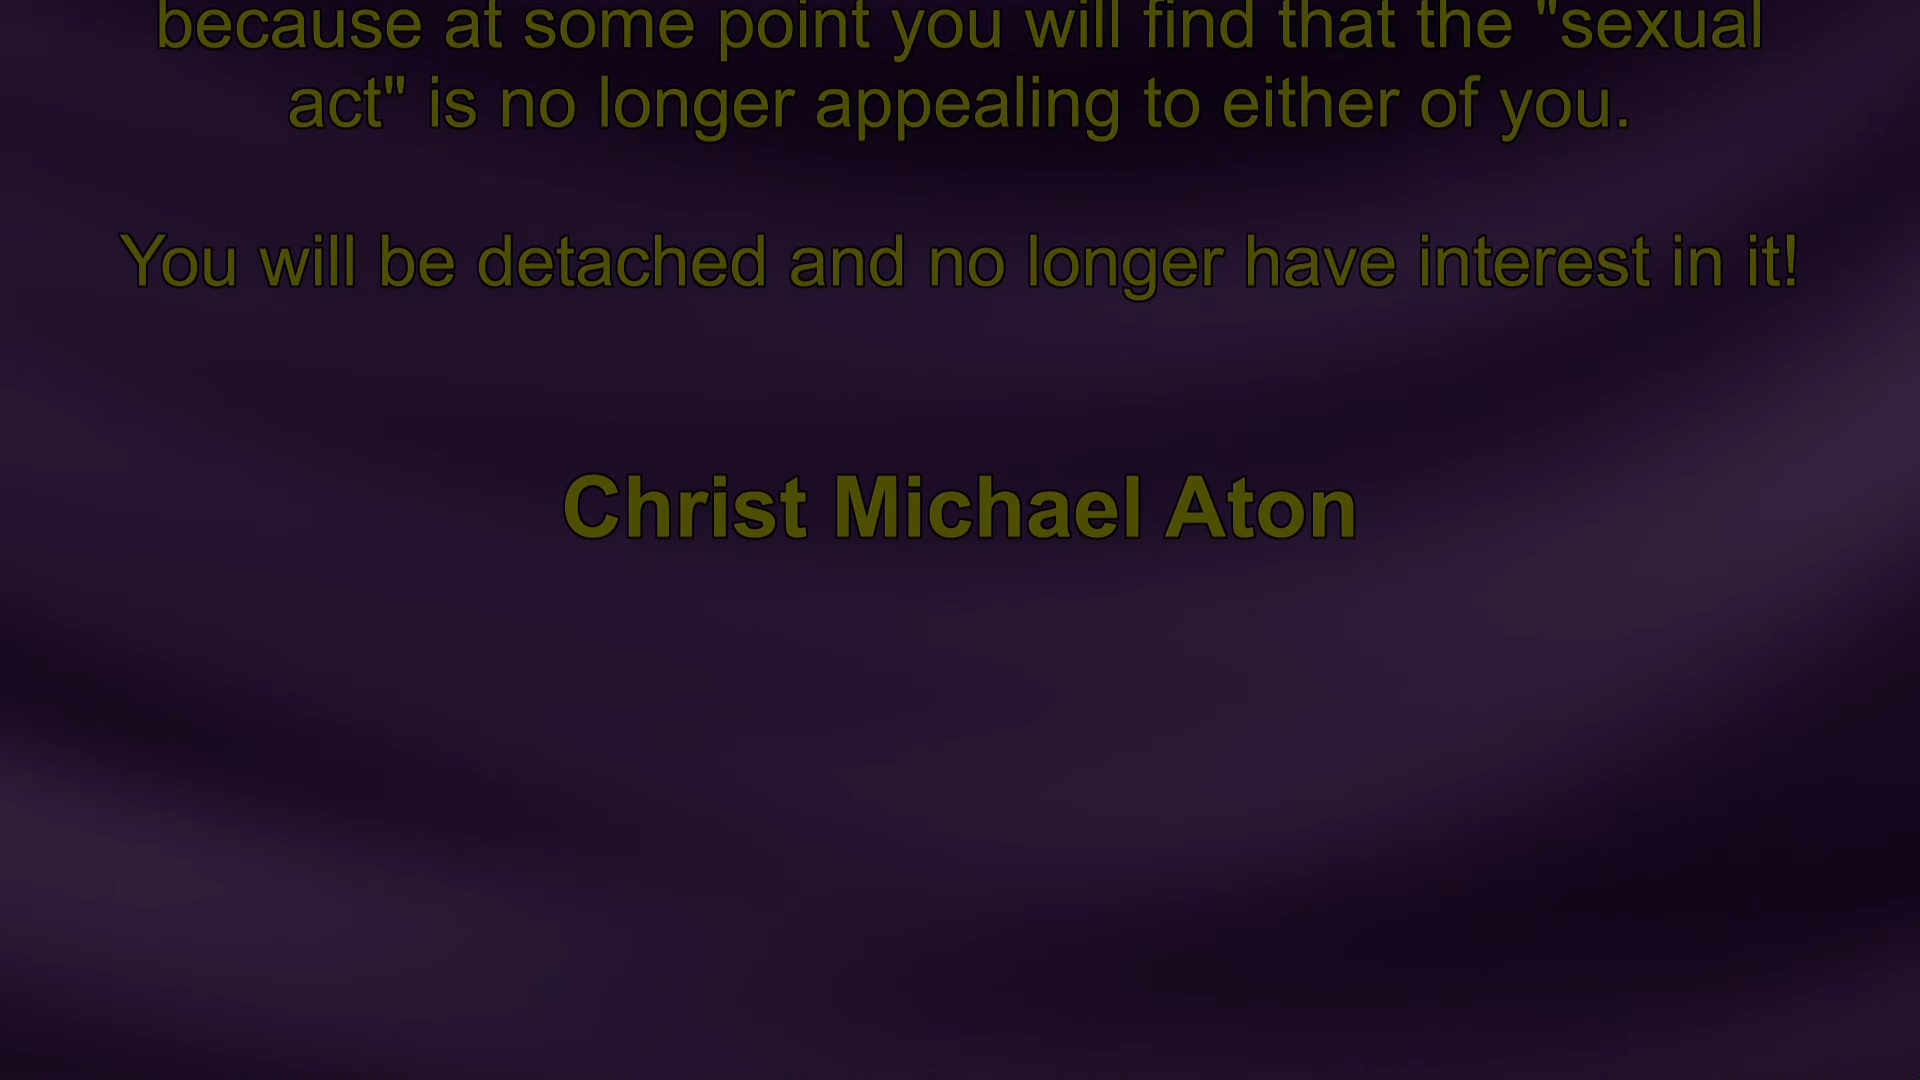 because at some point you will find that the "sexual
act" is no longer appealing to either of you.
You will be detached and no longer have interest in it!
Christ Michael Aton